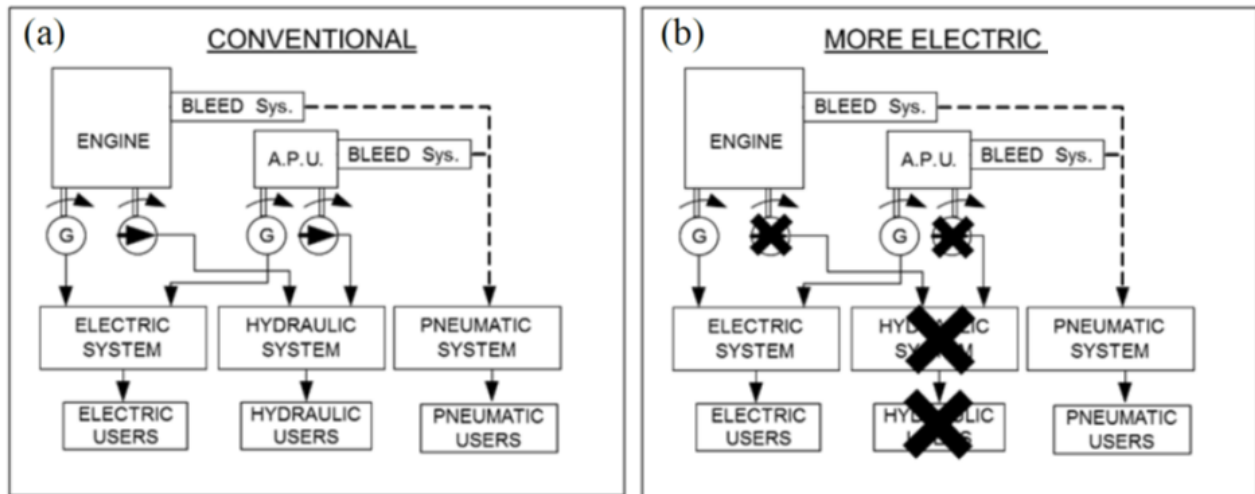 (a)
CONVENTIONAL
BLEED Sys.
ENGINE
A.P.U.
BLEED Sys.
G
G
ELECTRIC
SYSTEM
HYDRAULIC
SYSTEM
PNEUMATIC
SYSTEM
ELECTRIC
USERS
HYDRAULIC
USERS
PNEUMATIC
USERS
(b)
MORE ELECTRIC
BLEED Sys.
ENGINE
A.P.U.
BLEED Sys.
G
G
ELECTRIC
SYSTEM
PNEUMATIC
SYSTEM
ELECTRIC
USERS
PNEUMATIC
USERS